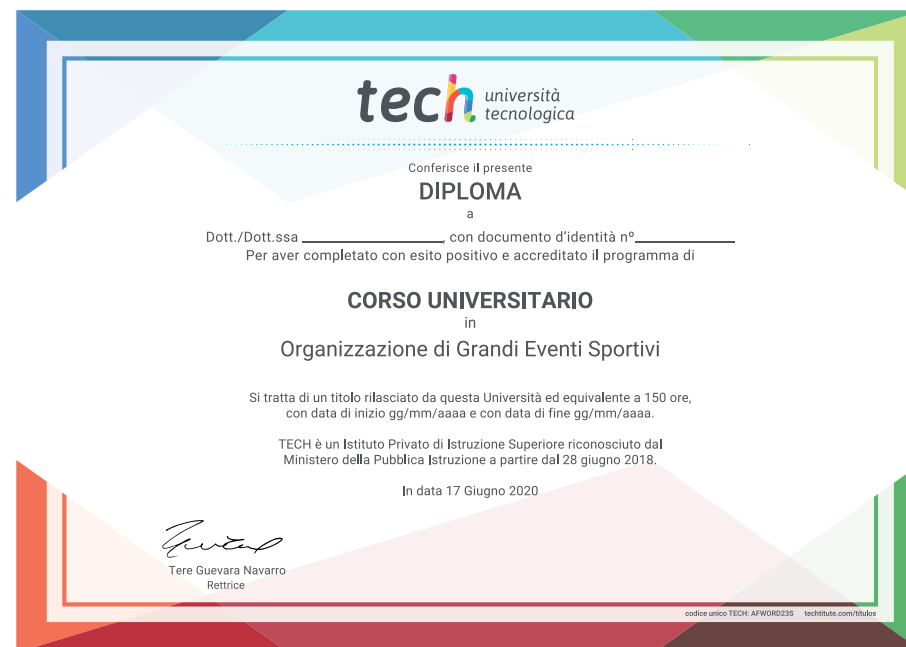 tech università
tecnologica
Conferisce il presente
DIPLOMA
a
Dott./Dott.ssa ____________________, con documento d'identità nº______________
Per aver completato con esito positivo e accreditato il programma di
CORSO UNIVERSITARIO
in
Organizzazione di Grandi Eventi Sportivi
Si tratta di un titolo rilasciato da questa Università ed equivalente a 150 ore,
con data di inizio gg/mm/aaaa e con data di fine gg/mm/aaaa.
TECH è un Istituto Privato di Istruzione Superiore riconosciuto dal
Ministero della Pubblica Istruzione a partire dal 28 giugno 2018.
In data 17 Giugno 2020
Tere Guevara Navarro
Rettrice
codice unico TECH: AFWORD23S techtitute.com/titulos